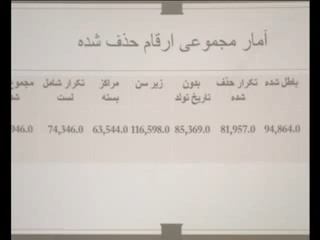 آمار مجموعی ارقام حذف شده
باطل شده تکرار حذف شده بدون تاریخ تولد زیر سن مراکز بسته تکرار شامل لست
94,864.0 81,957.0 85,369.0 116,598.0 63,544.0 74,346.0